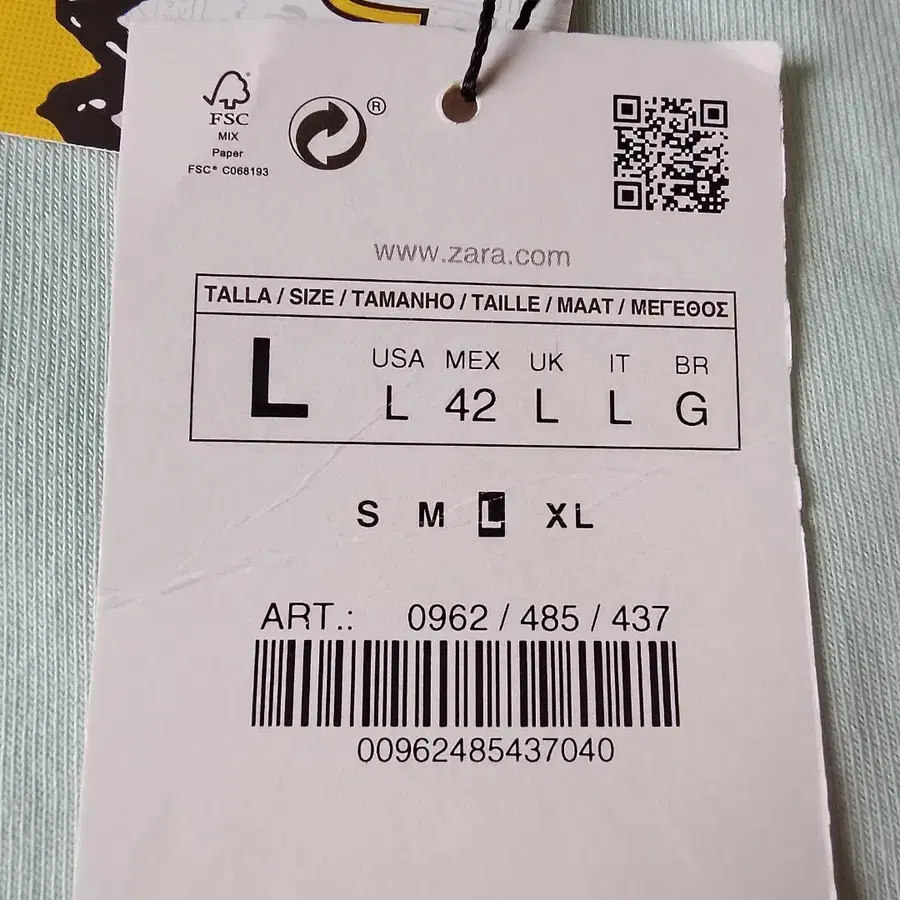 FSC
MIX
Paper
FSC® C068193
®
www.zara.com
TALLA / SIZE / TAMANHO / TAILLE / MAAT / ΜΕΓΕΘΟΣ
L
USA MEX UK IT BR
L 42 L L G
S M L XL
ART.: 0962 / 485 / 437
00962485437040